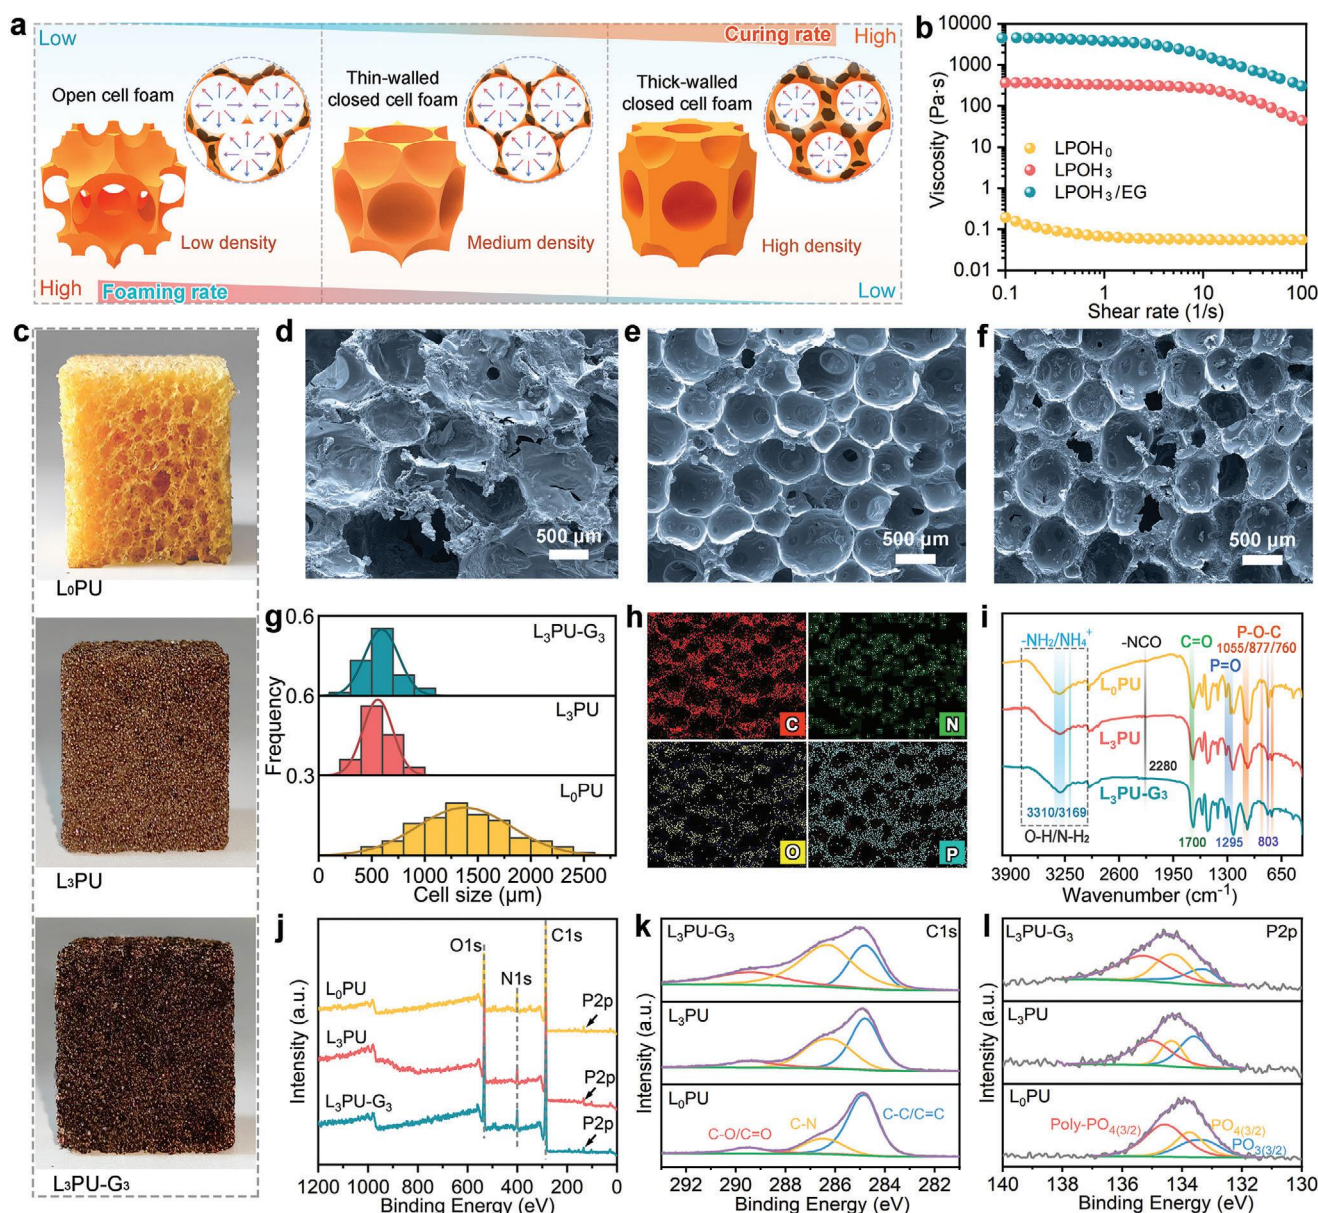 a
Low
Curing rate
High
Open cell foam
Thin-walled
closed cell foam
Thick-walled
closed cell foam
Low density
Medium density
High density
High
Foaming rate
Low
b
Viscosity (Pa·s)
10000
1000
100
10
1
0.1
0.01
LPOH₀
LPOH₃
LPOH₃/EG
0.1
1
10
100
Shear rate (1/s)
c
L₀PU
L₃PU
L₃PU-G₃
d
500 µm
e
500 µm
f
500 µm
g
Frequency
0.6
0.6
0.3
L₃PU-G₃
L₃PU
L₀PU
0
500
1000
1500
2000
2500
Cell size (µm)
h
C
N
O
P
i
-NH₂/NH₄⁺
-NCO
C=O
P-O-C
1055/877/760
P=O
L₀PU
L₃PU
2280
L₃PU-G₃
3310/3169
O-H/N-H₂
1700
1295
803
3900
3250
2600
1950
1300
650
Wavenumber (cm⁻¹)
j
Intensity (a.u.)
O1s
N1s
C1s
L₀PU
P2p
L₃PU
P2p
L₃PU-G₃
P2p
1200
1000
800
600
400
200
0
Binding Energy (eV)
k
Intensity (a.u.)
L₃PU-G₃
C1s
L₃PU
L₀PU
C-O/C=O
C-N
C-C/C=C
292
290
288
286
284
282
Binding Energy (eV)
l
Intensity (a.u.)
L₃PU-G₃
P2p
L₃PU
L₀PU
Poly-PO₄₍₃/₂₎
PO₄₍₃/₂₎
PO₃₍₃/₂₎
140
138
136
134
132
130
Binding Energy (eV)